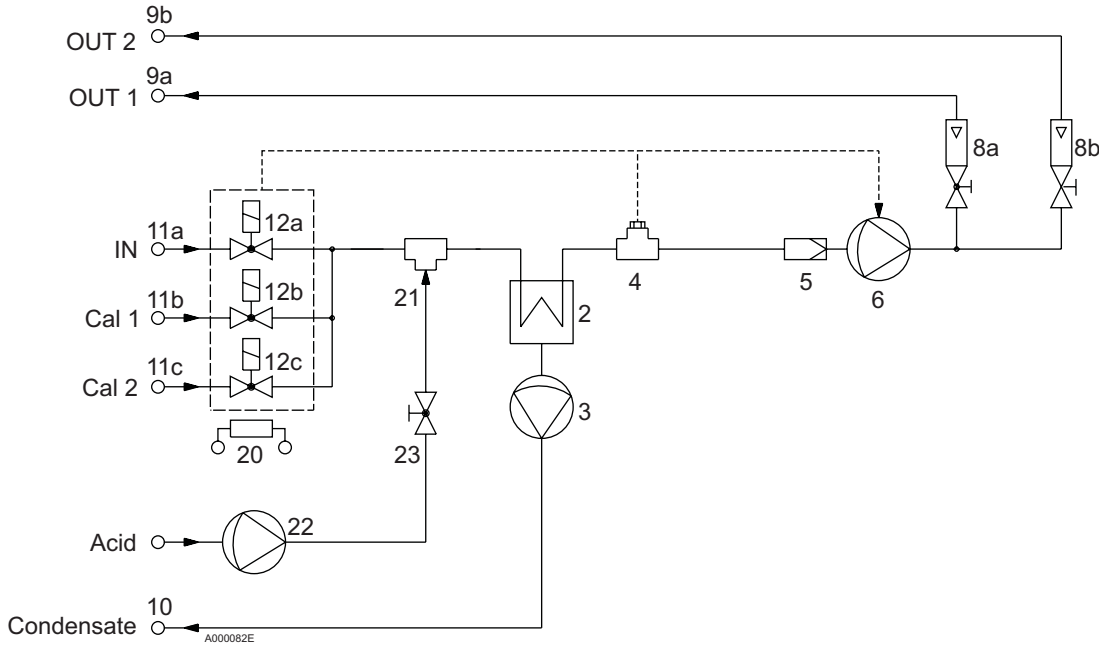 9b
OUT 2
9a
OUT 1
8a
8b
11a
IN
12a
11b
Cal 1
12b
11c
Cal 2
12c
21
2
4
5
6
3
20
23
Acid
22
10
Condensate
A000082E